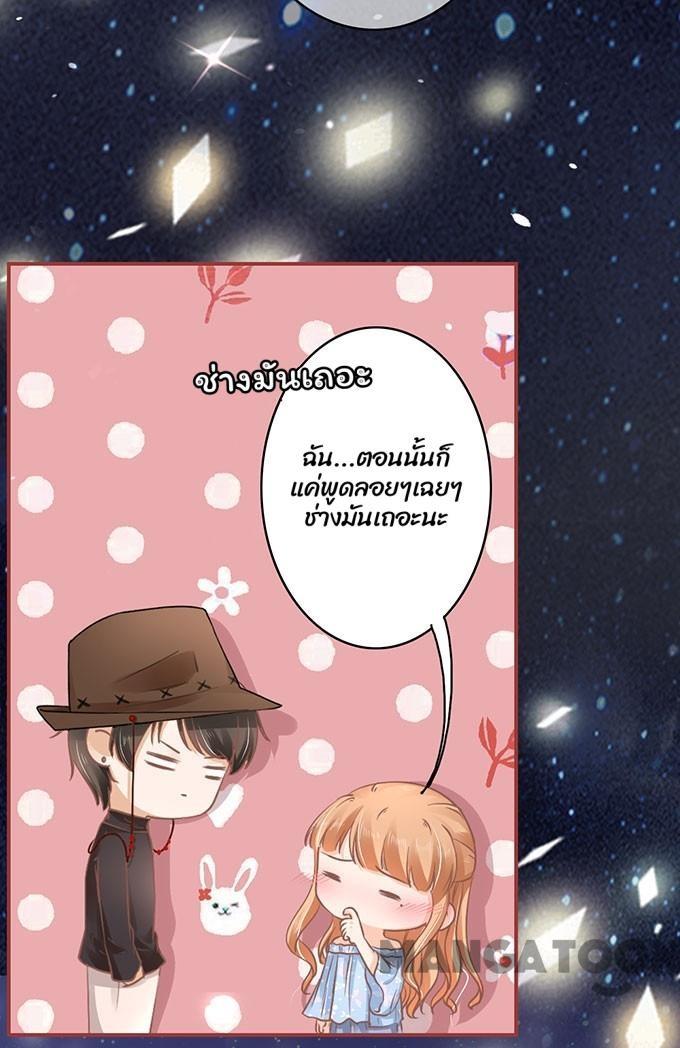 ช่างมันเถอะ
ฉัน...ตอนนั้นก็
แค่พูดลอยๆเฉยๆ
ช่างมันเถอะนะ
MANGATOON